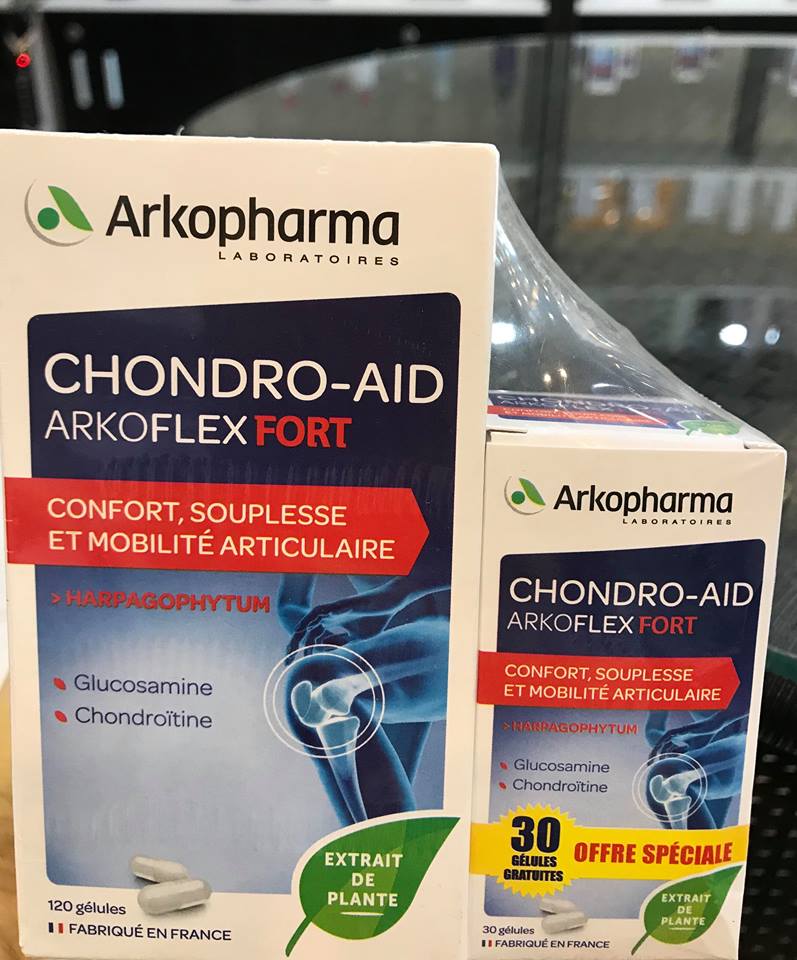 Arkopharma
LABORATOIRES
CHONDRO-AID
ARKOFLEX FORT
CONFORT, SOUPLESSE
ET MOBILITÉ ARTICULAIRE
> HARPAGOPHYTUM
Glucosamine
Chondroïtine
EXTRAIT
DE
PLANTE
120 gélules
FABRIQUÉ EN FRANCE
Arkopharma
LABORATOIRES
CHONDRO-AID
ARKOFLEX FORT
CONFORT, SOUPLESSE
ET MOBILITÉ ARTICULAIRE
> HARPAGOPHYTUM
Glucosamine
Chondroïtine
30
GÉLULES
GRATUITES
OFFRE SPÉCIALE
EXTRAIT
DE
PLANTE
30 gélules
FABRIQUÉ EN FRANCE